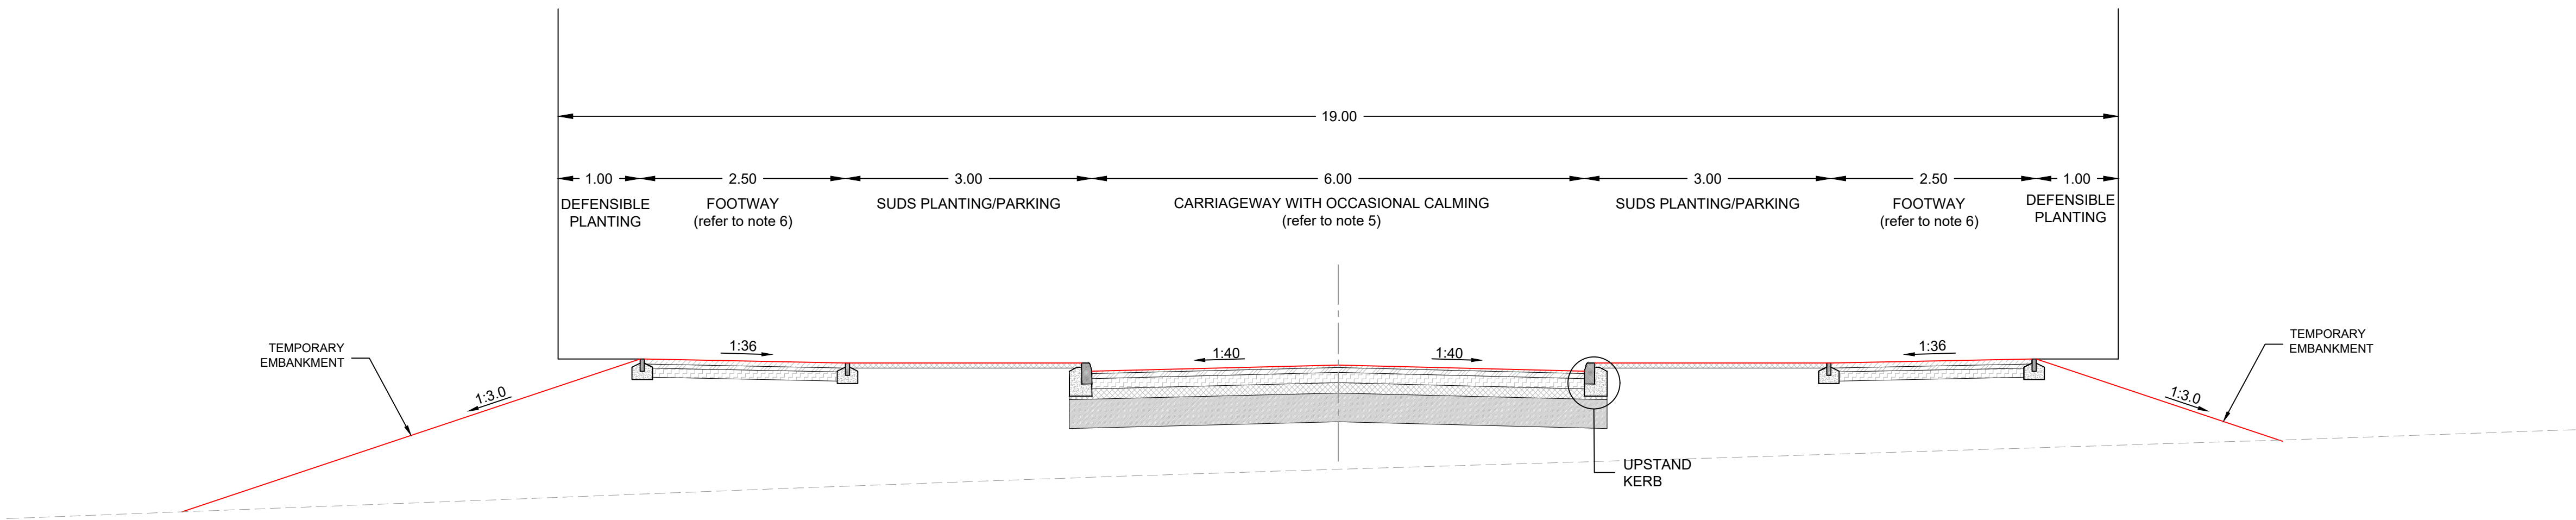 19.00
1.00
2.50
3.00
6.00
3.00
2.50
1.00
DEFENSIBLE
PLANTING
FOOTWAY
(refer to note 6)
SUDS PLANTING/PARKING
CARRIAGEWAY WITH OCCASIONAL CALMING
(refer to note 5)
SUDS PLANTING/PARKING
FOOTWAY
(refer to note 6)
DEFENSIBLE
PLANTING
TEMPORARY
EMBANKMENT
1:3.0
1:36
1:40
1:40
1:36
1:3.0
TEMPORARY
EMBANKMENT
UPSTAND
KERB